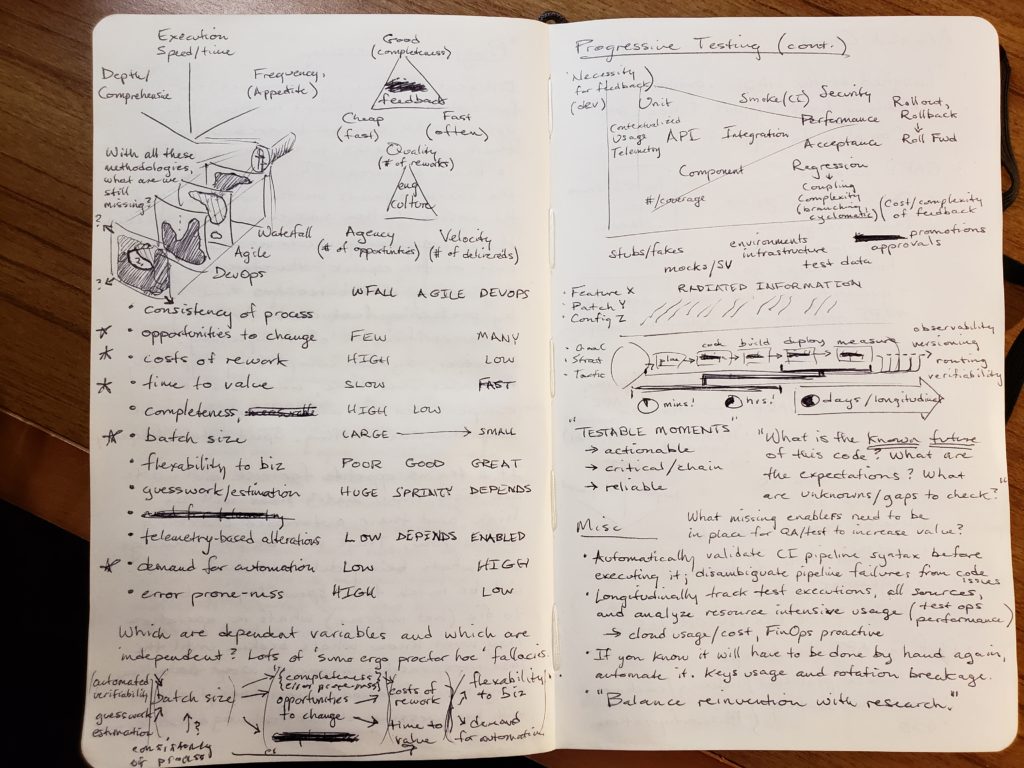 Execution
Speed/time
Depth/
Comprehensive
Frequency,
(Appetite)
Good
(completeness)
feedback
Cheap
(fast)
Fast
(often)
Quality
(# of reworks)
eng
culture
Agency
(# of opportunities)
Velocity
(# of delivereds)
With all these
methodologies,
what are we
still
missing?
?
?
Waterfall
Agile
DevOps
WFALL AGILE DEVOPS
• consistency of process
• opportunities to change FEW MANY
• costs of rework HIGH LOW
• time to value SLOW FAST
• completeness, HIGH LOW
• batch size LARGE → SMALL
• flexability to biz POOR GOOD GREAT
• guesswork/estimation HUGE SPRINTY DEPENDS
• telemetry-based alterations LOW DEPENDS ENABLED
• demand for automation LOW HIGH
• error prone-ness HIGH LOW
Which are dependent variables and which are
independent? Lots of 'sumo ergo proctor hoc' fallacies.
automated
verifiability
guesswork
estimation
batch size
?
consistency
of process
completeness?
error prone-ness
opportunities
to change
costs of
rework
time to
value
flexability
to biz
demand
for automation
Progressive Testing (cont.)
Necessity
for feedback
(dev)
Unit
Smoke/(CI)
Security
Contextualized
Usage
Telemetry
API
Integration
Performance
Acceptance
Rollout,
Rollback
↓
Roll Fwd
Component
Regression
↓
Coupling
Complexity
(branching
cyclomatic)
#/coverage
(Cost/complexity
of feedback
stubs/fakes
mocks/SV
environments
infrastructure
test data
promotions
approvals
• Feature X
• Patch Y
• Config Z
RADIATED INFORMATION
• Goal
• Strat
• Tactic
plan
code build deploy measure
observability
versioning
routing
verifiability
mins!
hrs!
days/longitudinal
"TESTABLE MOMENTS"
→ actionable
→ critical/chain
→ reliable
"What is the known future
of this code? What are
the expectations? What
are unknowns/gaps to check?"
Misc
What missing enablers need to be
in place for QA/test to increase value?
• Automatically validate CI pipeline syntax before
executing it; disambiguate pipeline failures from code
issues
• Longitudinally track test executions, all sources,
and analyze resource intensive usage (test ops
performance)
→ cloud usage/cost, FinOps proactive
• If you know it will have to be done by hand again,
automate it. Keys usage and rotation breakage.
• "Balance reinvention with research."